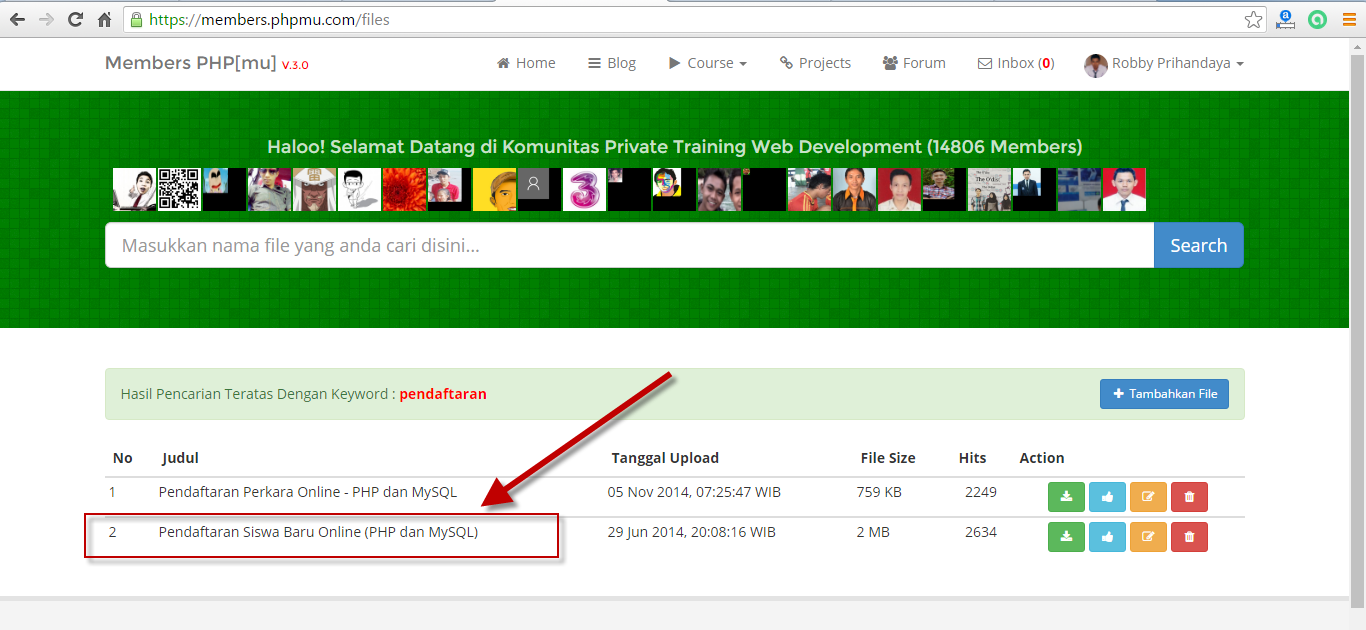 https://members.phpmu.com/files
Members PHP[mu] V.3.0 Home Blog Course Projects Forum Inbox (0) Robby Prihandaya
Haloo! Selamat Datang di Komunitas Private Training Web Development (14806 Members)
Masukkan nama file yang anda cari disini... Search
Hasil Pencarian Teratas Dengan Keyword : pendaftaran Tambahkan File
No Judul Tanggal Upload File Size Hits Action
1 Pendaftaran Perkara Online - PHP dan MySQL 05 Nov 2014, 07:25:47 WIB 759 KB 2249
2 Pendaftaran Siswa Baru Online (PHP dan MySQL) 29 Jun 2014, 20:08:16 WIB 2 MB 2634